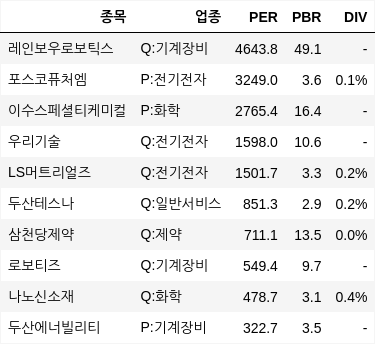 종목 업종 PER PBR DIV
레인보우로보틱스 Q:기계장비 4643.8 49.1 -
포스코퓨처엠 P:전기전자 3249.0 3.6 0.1%
이수스페셜티케미컬 P:화학 2765.4 16.4 -
우리기술 Q:전기전자 1598.0 10.6 -
LS머트리얼즈 Q:전기전자 1501.7 3.3 0.2%
두산테스나 Q:일반서비스 851.3 2.9 0.2%
삼천당제약 Q:제약 711.1 13.5 0.0%
로보티즈 Q:기계장비 549.4 9.7 -
나노신소재 Q:화학 478.7 3.1 0.4%
두산에너빌리티 P:기계장비 322.7 3.5 -